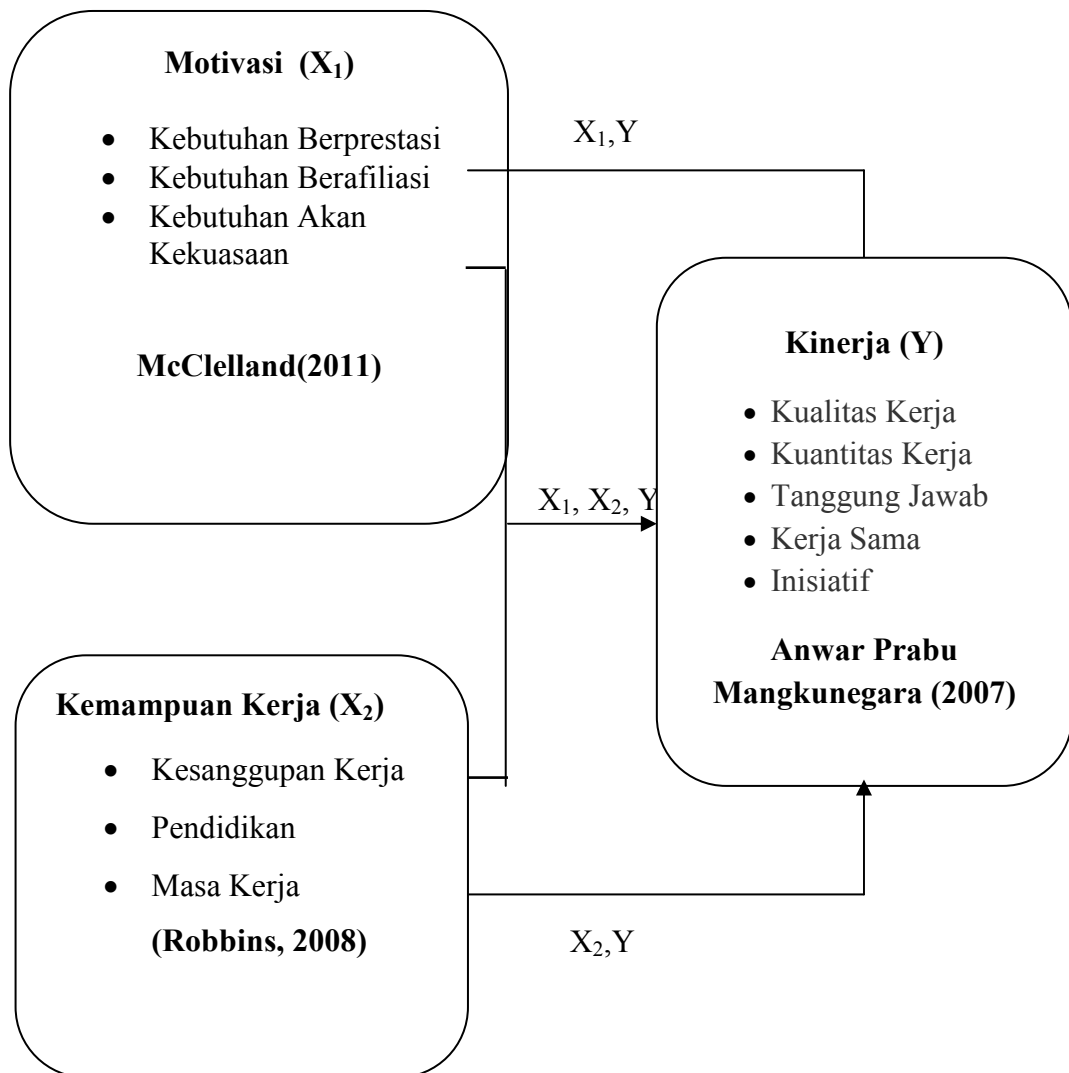 Motivasi (X₁)
• Kebutuhan Berprestasi
• Kebutuhan Berafiliasi
• Kebutuhan Akan
Kekuasaan
McClelland(2011)
X₁,Y
Kinerja (Y)
• Kualitas Kerja
• Kuantitas Kerja
• Tanggung Jawab
• Kerja Sama
• Inisiatif
Anwar Prabu
Mangkunegara (2007)
X₁, X₂, Y
Kemampuan Kerja (X₂)
• Kesanggupan Kerja
• Pendidikan
• Masa Kerja
(Robbins, 2008)
X₂,Y